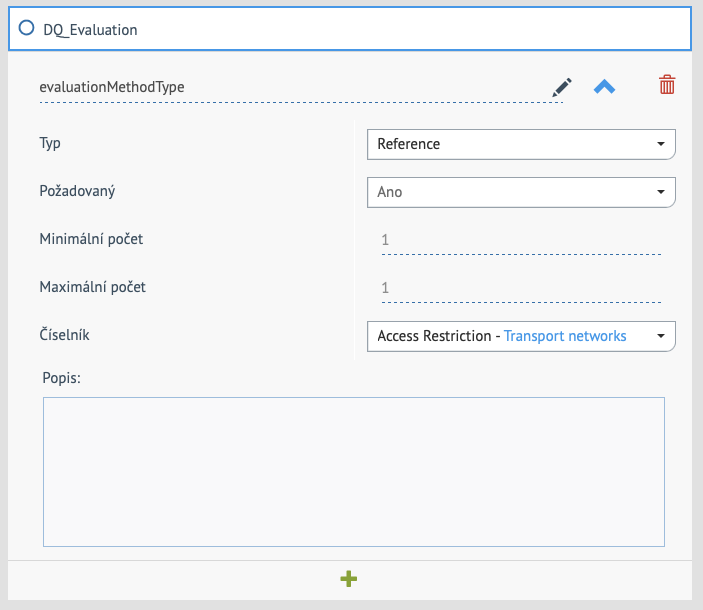 DQ_Evaluation
evaluationMethodType
Typ Reference
Požadovaný Ano
Minimální počet 1
Maximální počet 1
Číselník Access Restriction - Transport networks
Popis: